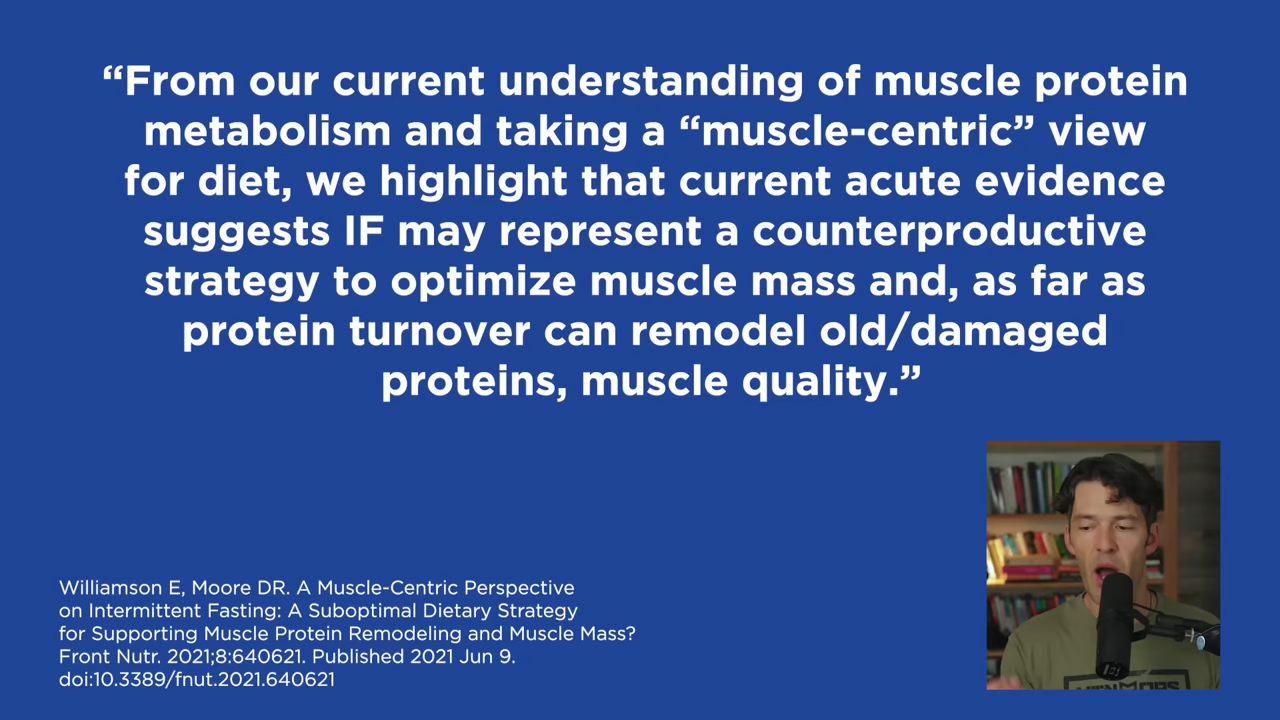 “From our current understanding of muscle protein
metabolism and taking a “muscle-centric” view
for diet, we highlight that current acute evidence
suggests IF may represent a counterproductive
strategy to optimize muscle mass and, as far as
protein turnover can remodel old/damaged
proteins, muscle quality.”
Williamson E, Moore DR. A Muscle-Centric Perspective
on Intermittent Fasting: A Suboptimal Dietary Strategy
for Supporting Muscle Protein Remodeling and Muscle Mass?
Front Nutr. 2021;8:640621. Published 2021 Jun 9.
doi:10.3389/fnut.2021.640621